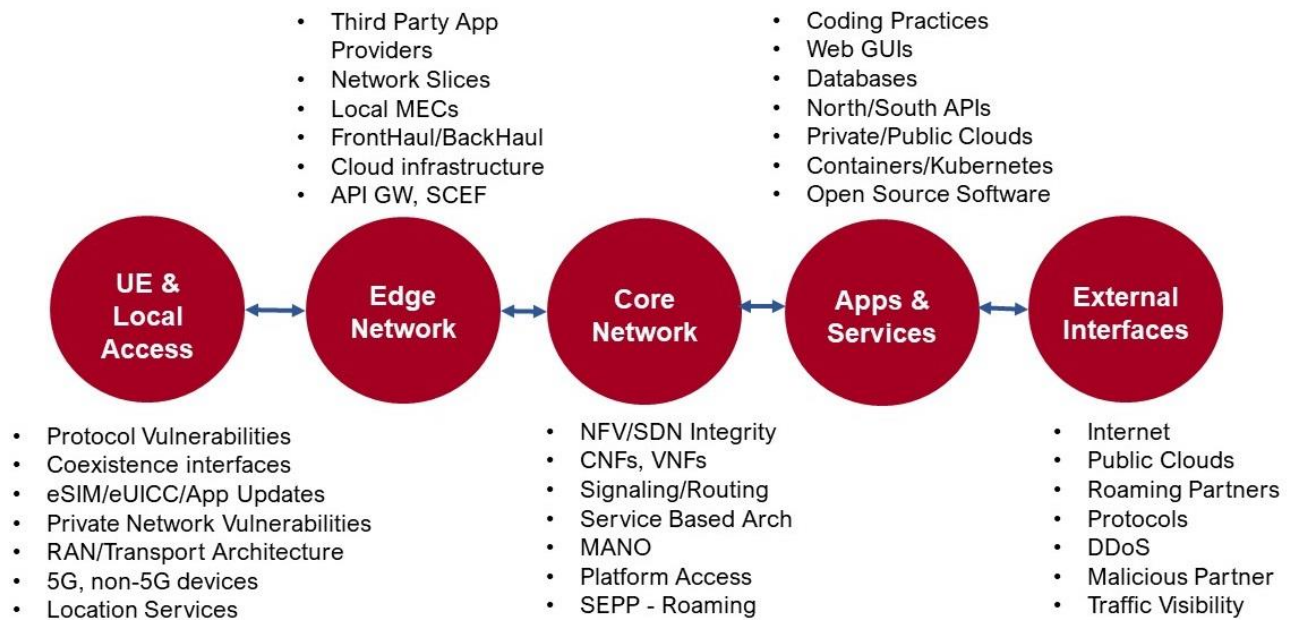 • Third Party App
Providers
• Network Slices
• Local MECs
• FrontHaul/BackHaul
• Cloud infrastructure
• API GW, SCEF
• Coding Practices
• Web GUIs
• Databases
• North/South APIs
• Private/Public Clouds
• Containers/Kubernetes
• Open Source Software
UE &
Local
Access
Edge
Network
Core
Network
Apps &
Services
External
Interfaces
• Protocol Vulnerabilities
• Coexistence interfaces
• eSIM/eUICC/App Updates
• Private Network Vulnerabilities
• RAN/Transport Architecture
• 5G, non-5G devices
• Location Services
• NFV/SDN Integrity
• CNFs, VNFs
• Signaling/Routing
• Service Based Arch
• MANO
• Platform Access
• SEPP - Roaming
• Internet
• Public Clouds
• Roaming Partners
• Protocols
• DDoS
• Malicious Partner
• Traffic Visibility